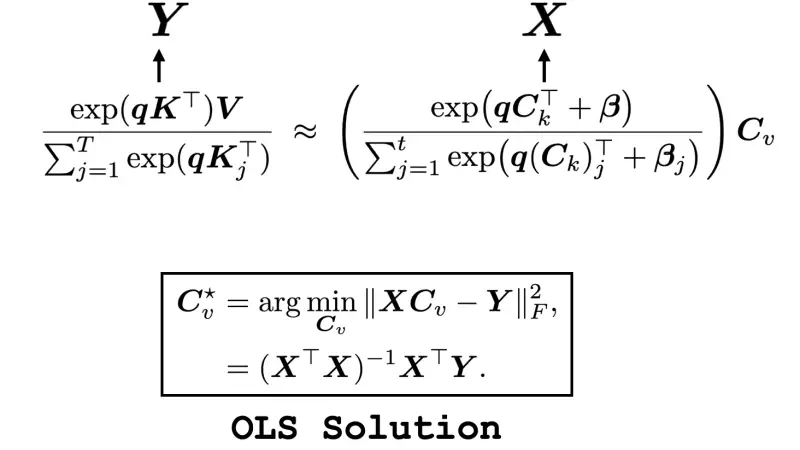 Y X
exp(qK⊤)V / ∑_{j=1}^{T} exp(qK_j^⊤) ≈ ( exp(qC_k^⊤ + β) / ∑_{j=1}^{t} exp(q(C_k)_j^⊤ + β_j) ) C_v
C_v^⋆ = arg min_{C_v} ‖XC_v − Y‖_F^2,
= (X^⊤X)^{−1}X^⊤Y.
OLS Solution